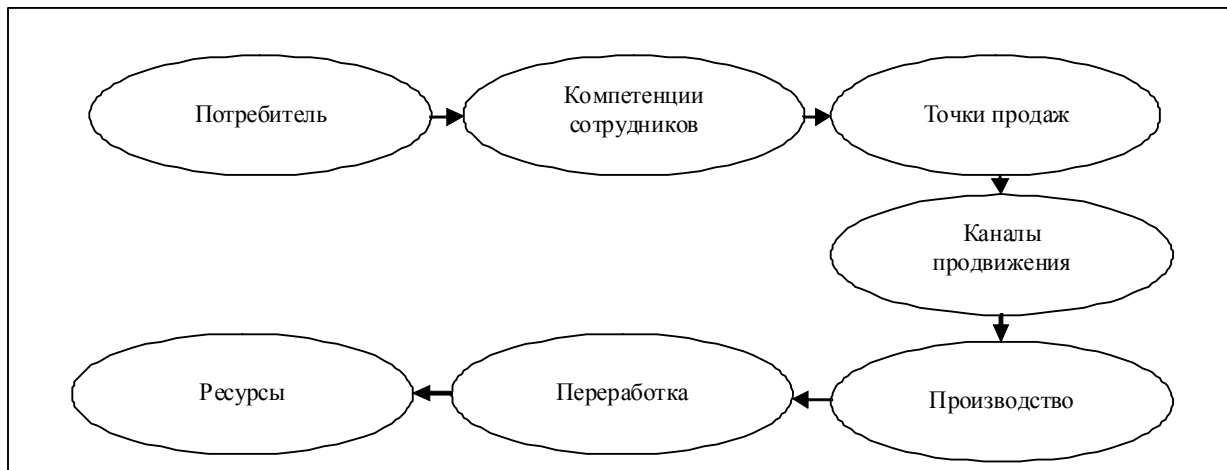 Потребитель
Компетенции
сотрудников
Точки продаж
Каналы
продвижения
Производство
Переработка
Ресурсы